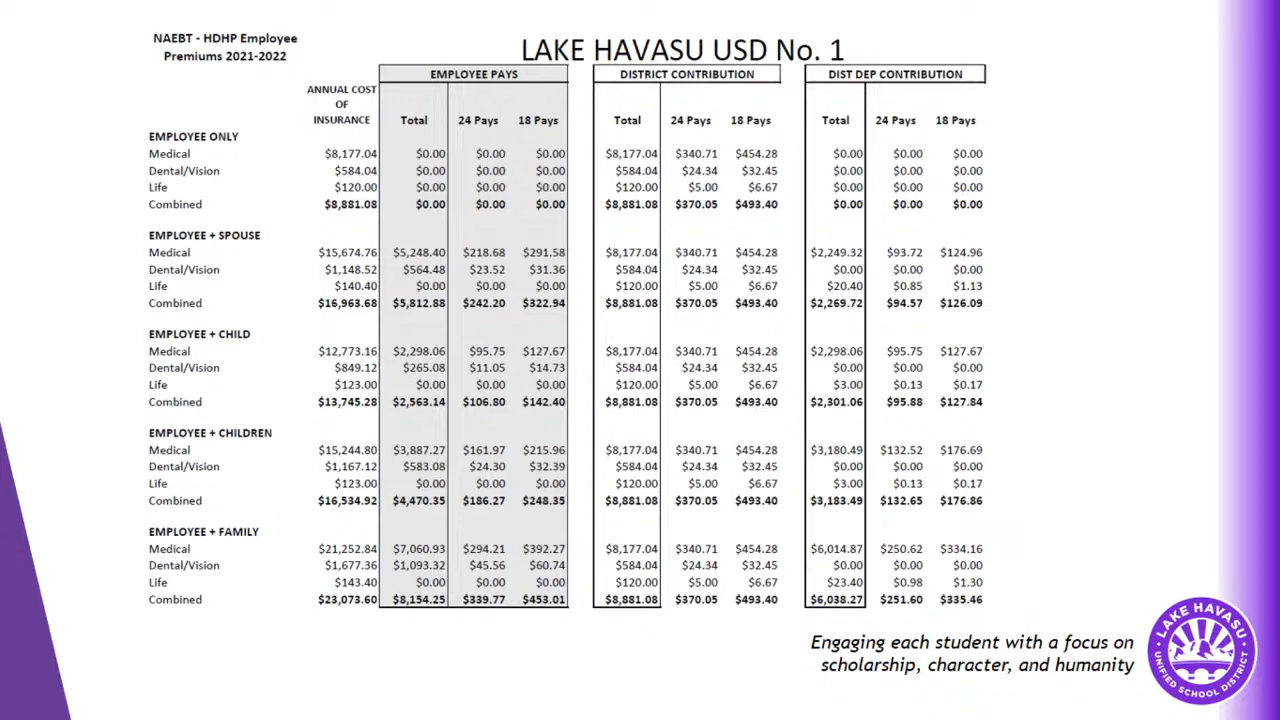 NAEBT - HDHP Employee
Premiums 2021-2022
LAKE HAVASU USD No. 1
EMPLOYEE PAYS DISTRICT CONTRIBUTION DIST DEP CONTRIBUTION
ANNUAL COST
OF
INSURANCE Total 24 Pays 18 Pays Total 24 Pays 18 Pays Total 24 Pays 18 Pays
EMPLOYEE ONLY
Medical $8,177.04 $0.00 $0.00 $0.00 $8,177.04 $340.71 $454.28 $0.00 $0.00 $0.00
Dental/Vision $584.04 $0.00 $0.00 $0.00 $584.04 $24.34 $32.45 $0.00 $0.00 $0.00
Life $120.00 $0.00 $0.00 $0.00 $120.00 $5.00 $6.67 $0.00 $0.00 $0.00
Combined $8,881.08 $0.00 $0.00 $0.00 $8,881.08 $370.05 $493.40 $0.00 $0.00 $0.00
EMPLOYEE + SPOUSE
Medical $15,674.76 $5,248.40 $218.68 $291.58 $8,177.04 $340.71 $454.28 $2,249.32 $93.72 $124.96
Dental/Vision $1,148.52 $564.48 $23.52 $31.36 $584.04 $24.34 $32.45 $0.00 $0.00 $0.00
Life $140.40 $0.00 $0.00 $0.00 $120.00 $5.00 $6.67 $20.40 $0.85 $1.13
Combined $16,963.68 $5,812.88 $242.20 $322.94 $8,881.08 $370.05 $493.40 $2,269.72 $94.57 $126.09
EMPLOYEE + CHILD
Medical $12,773.16 $2,298.06 $95.75 $127.67 $8,177.04 $340.71 $454.28 $2,298.06 $95.75 $127.67
Dental/Vision $849.12 $265.08 $11.05 $14.73 $584.04 $24.34 $32.45 $0.00 $0.00 $0.00
Life $123.00 $0.00 $0.00 $0.00 $120.00 $5.00 $6.67 $3.00 $0.13 $0.17
Combined $13,745.28 $2,563.14 $106.80 $142.40 $8,881.08 $370.05 $493.40 $2,301.06 $95.88 $127.84
EMPLOYEE + CHILDREN
Medical $15,244.80 $3,887.27 $161.97 $215.96 $8,177.04 $340.71 $454.28 $3,180.49 $132.52 $176.69
Dental/Vision $1,167.12 $583.08 $24.30 $32.39 $584.04 $24.34 $32.45 $0.00 $0.00 $0.00
Life $123.00 $0.00 $0.00 $0.00 $120.00 $5.00 $6.67 $3.00 $0.13 $0.17
Combined $16,534.92 $4,470.35 $186.27 $248.35 $8,881.08 $370.05 $493.40 $3,183.49 $132.65 $176.86
EMPLOYEE + FAMILY
Medical $21,252.84 $7,060.93 $294.21 $392.27 $8,177.04 $340.71 $454.28 $6,014.87 $250.62 $334.16
Dental/Vision $1,677.36 $1,093.32 $45.56 $60.74 $584.04 $24.34 $32.45 $0.00 $0.00 $0.00
Life $143.40 $0.00 $0.00 $0.00 $120.00 $5.00 $6.67 $23.40 $0.98 $1.30
Combined $23,073.60 $8,154.25 $339.77 $453.01 $8,881.08 $370.05 $493.40 $6,038.27 $251.60 $335.46
Engaging each student with a focus on
scholarship, character, and humanity
LAKE HAVASU
UNIFIED SCHOOL DISTRICT